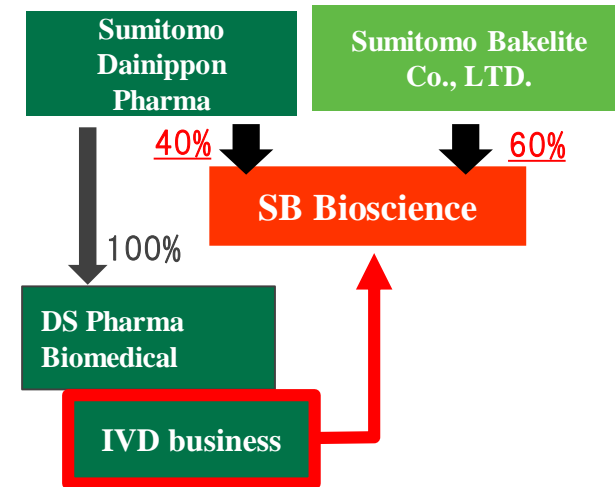 Sumitomo
Dainippon
Pharma
Sumitomo Bakelite
Co., LTD.
40%
60%
SB Bioscience
100%
DS Pharma
Biomedical
IVD business